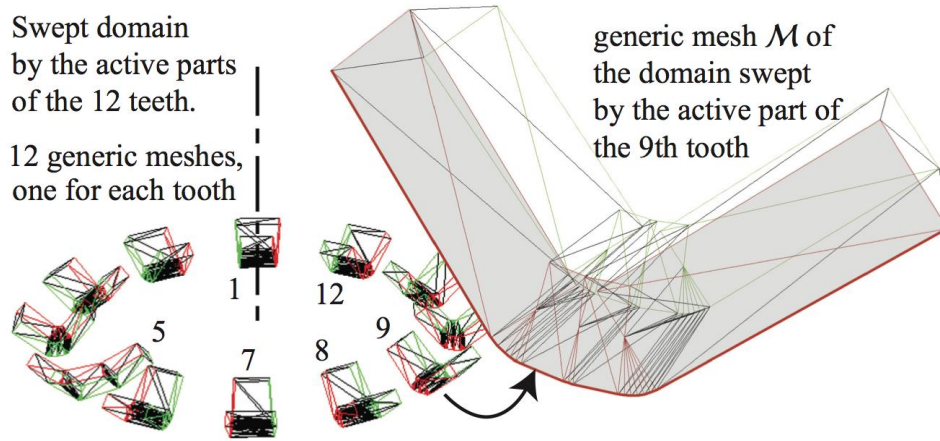 Swept domain
by the active parts
of the 12 teeth.
12 generic meshes,
one for each tooth
generic mesh ℳ of
the domain swept
by the active part of
the 9th tooth
1
12
5
7
8
9